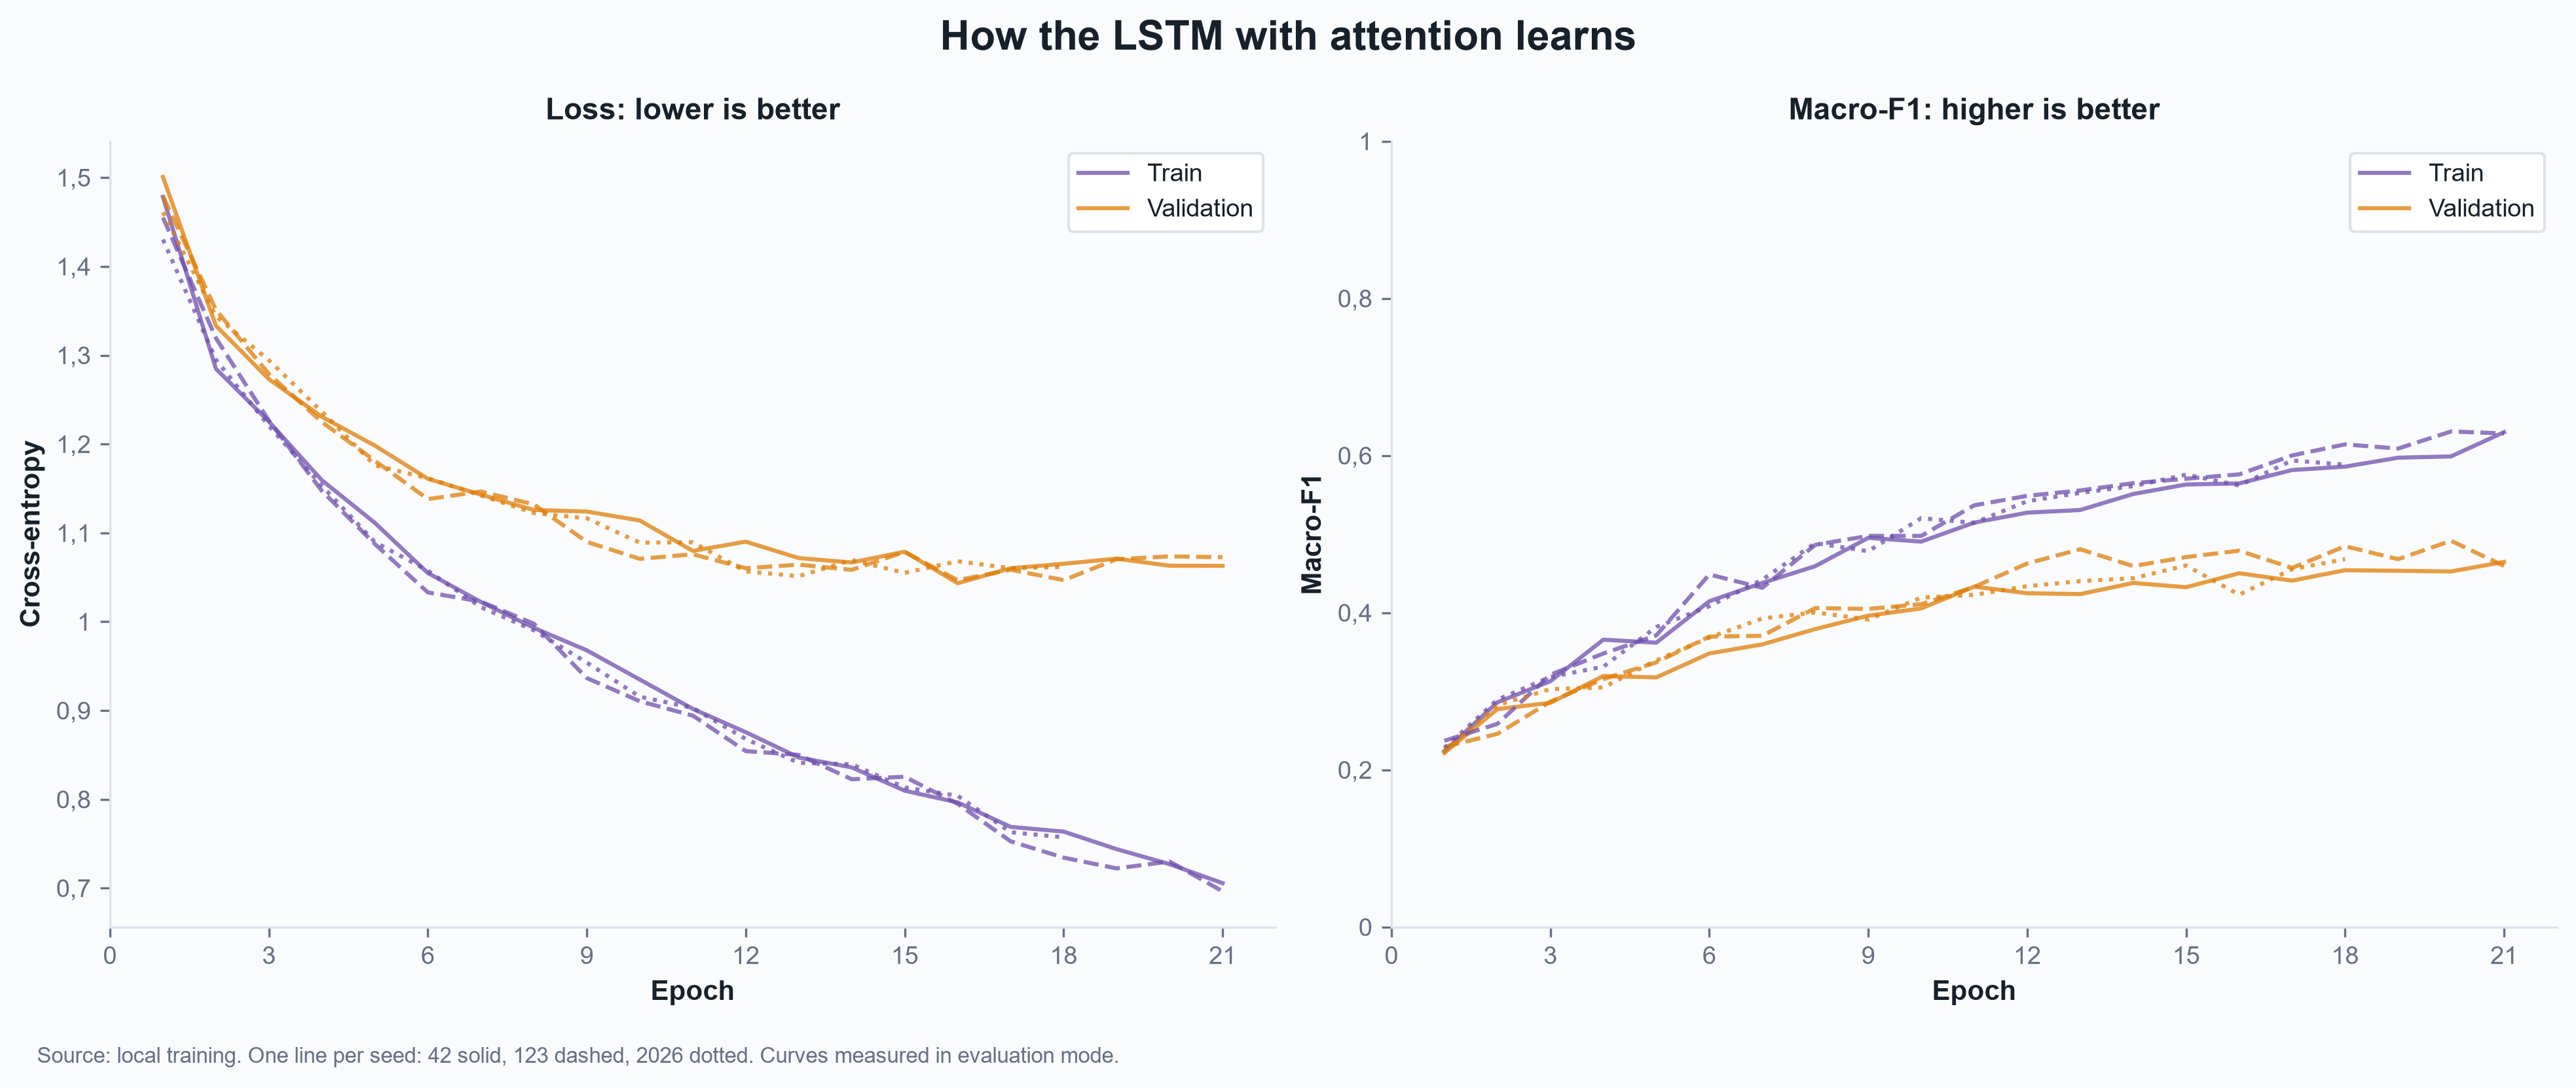 How the LSTM with attention learns
Loss: lower is better
Train
Validation
Cross-entropy
1,5
1,4
1,3
1,2
1,1
1
0,9
0,8
0,7
0
3
6
9
12
15
18
21
Epoch
Macro-F1: higher is better
Train
Validation
Macro-F1
1
0,8
0,6
0,4
0,2
0
0
3
6
9
12
15
18
21
Epoch
Source: local training. One line per seed: 42 solid, 123 dashed, 2026 dotted. Curves measured in evaluation mode.